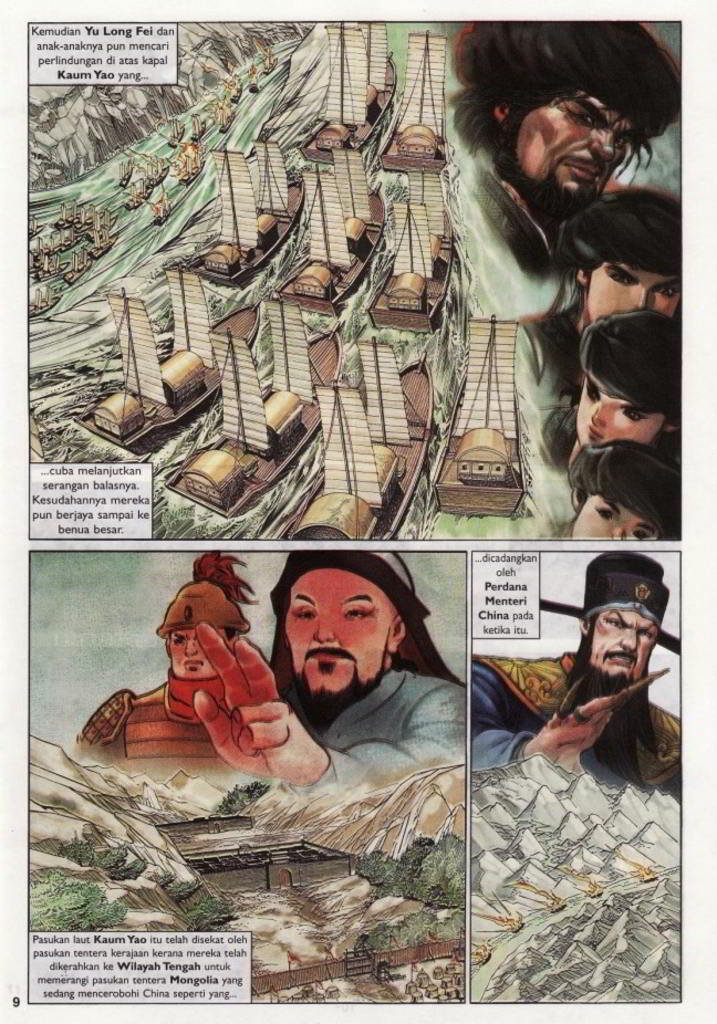 Kemudian Yu Long Fei dan
anak-anaknya pun mencari
perlindungan di atas kapal
Kaum Yao yang...
...cuba melanjutkan
serangan balasnya.
Kesudahannya mereka
pun berjaya sampai ke
benua besar.
Pasukan laut Kaum Yao itu telah disekat oleh
pasukan tentera kerajaan kerana mereka telah
dikerahkan ke Wilayah Tengah untuk
memerangi pasukan tentera Mongolia yang
sedang mencerobohi China seperti yang...
...dicadangkan
oleh
Perdana
Menteri
China pada
ketika itu.
9